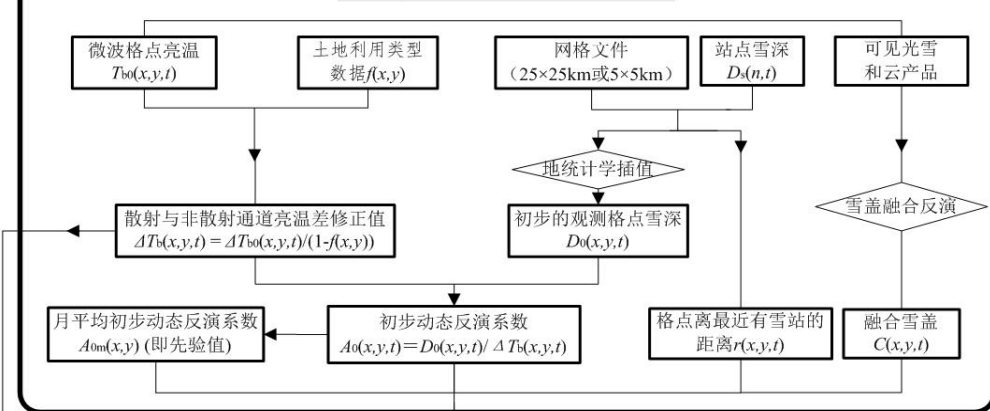 微波格点亮温
Tb0(x,y,t)
土地利用类型
数据f(x,y)
网格文件
（25×25km或5×5km）
站点雪深
Ds(n,t)
可见光雪
和云产品
地统计学插值
雪盖融合反演
散射与非散射通道亮温差修正值
ΔTb(x,y,t) = ΔTb0(x,y,t)/(1-f(x,y))
初步的观测格点雪深
D0(x,y,t)
月平均初步动态反演系数
A0m(x,y) (即先验值)
初步动态反演系数
A0(x,y,t)＝D0(x,y,t)/ΔTb(x,y,t)
格点离最近有雪站的
距离r(x,y,t)
融合雪盖
C(x,y,t)